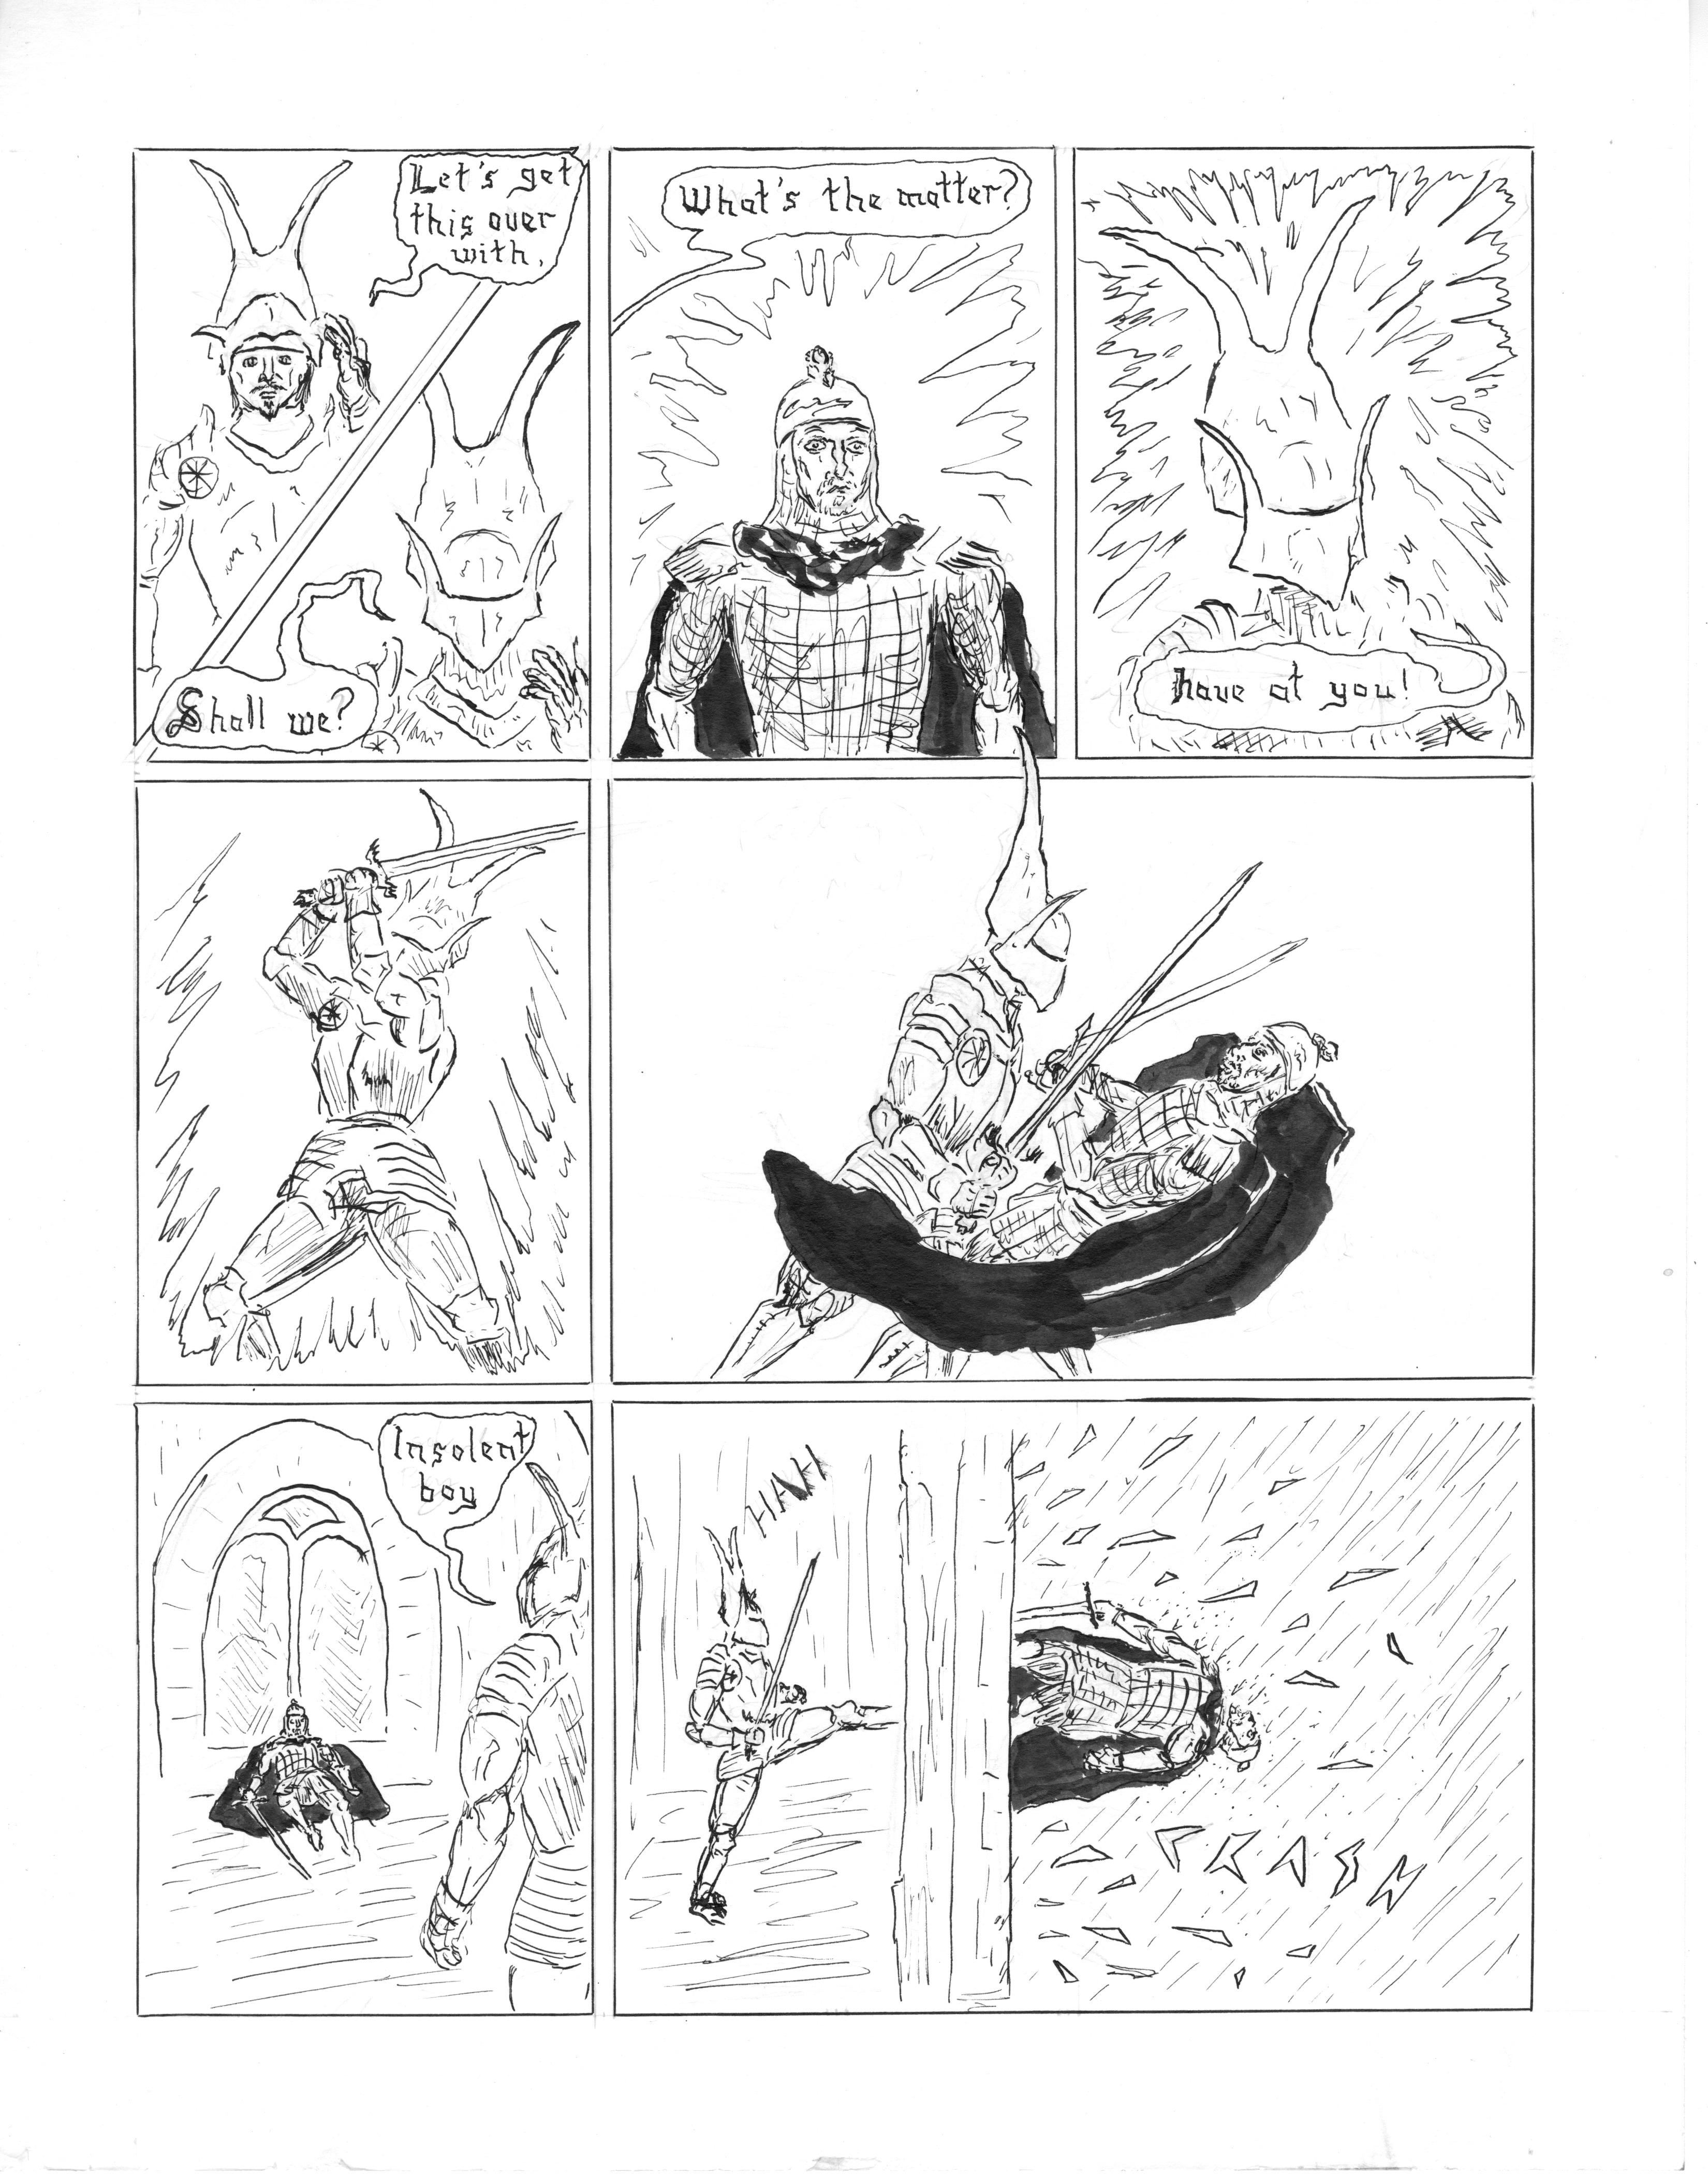 Let's get
this over
with.
Shall we?
What's the matter?
have at you!
Insolent
boy
HAH
CRASH